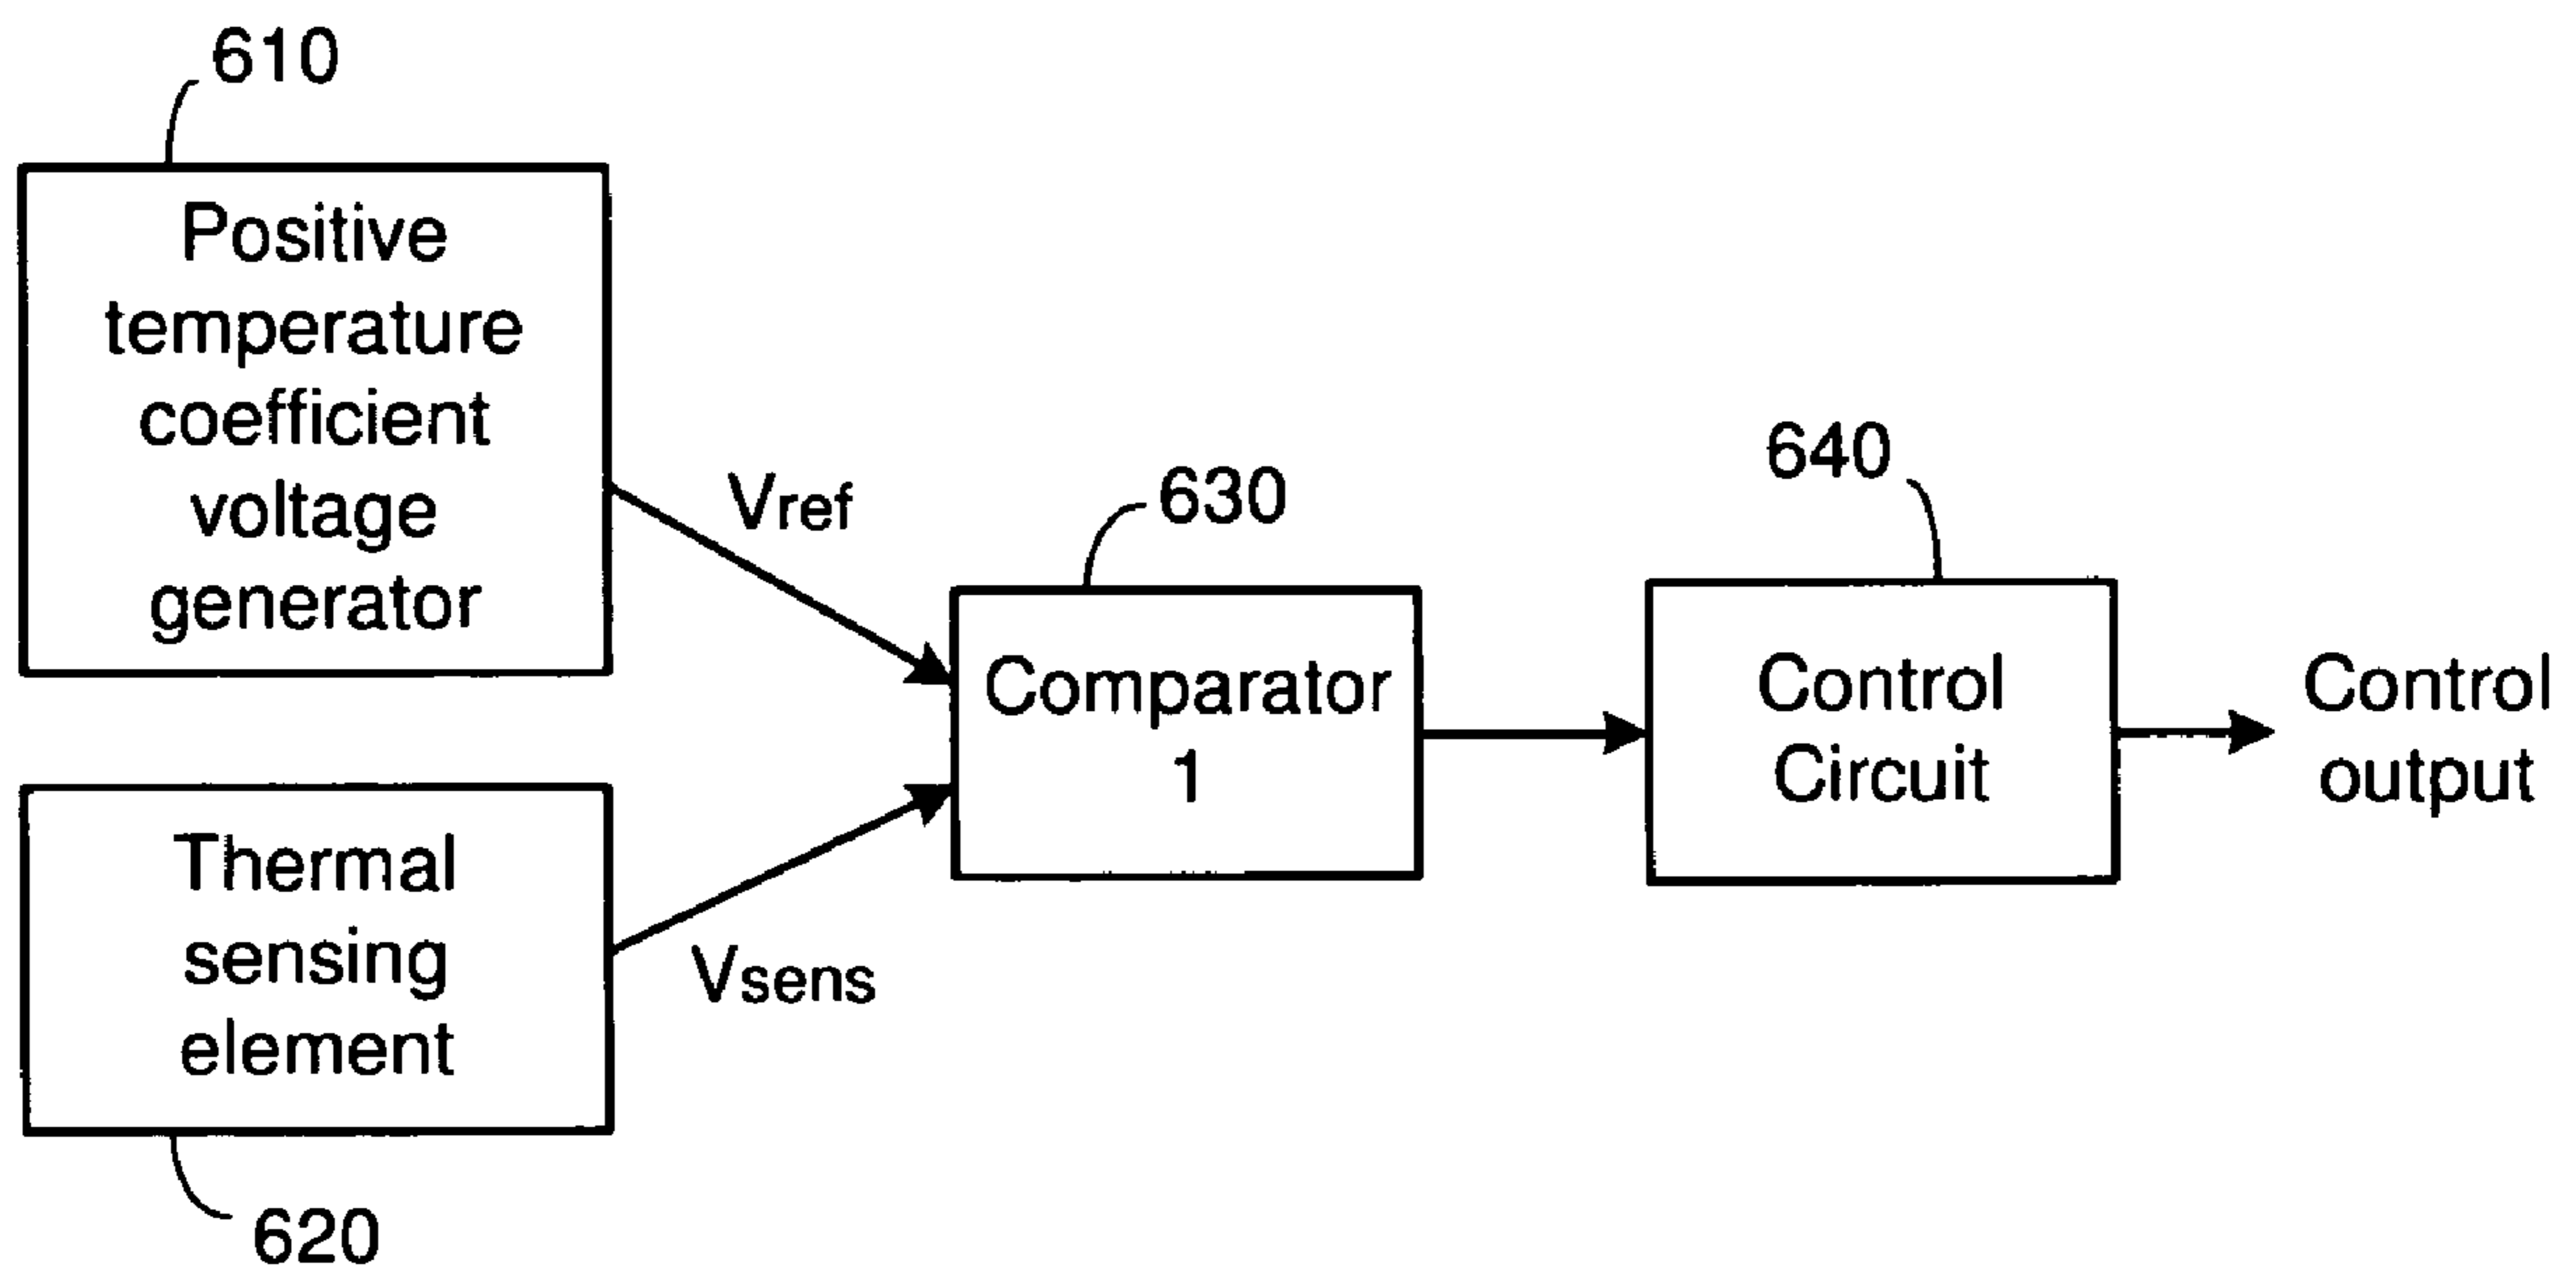 610
Positive
temperature
coefficient
voltage
generator
Vref
630
640
Comparator
1
Control
Circuit
Control
output
Thermal
sensing
element
Vsens
620